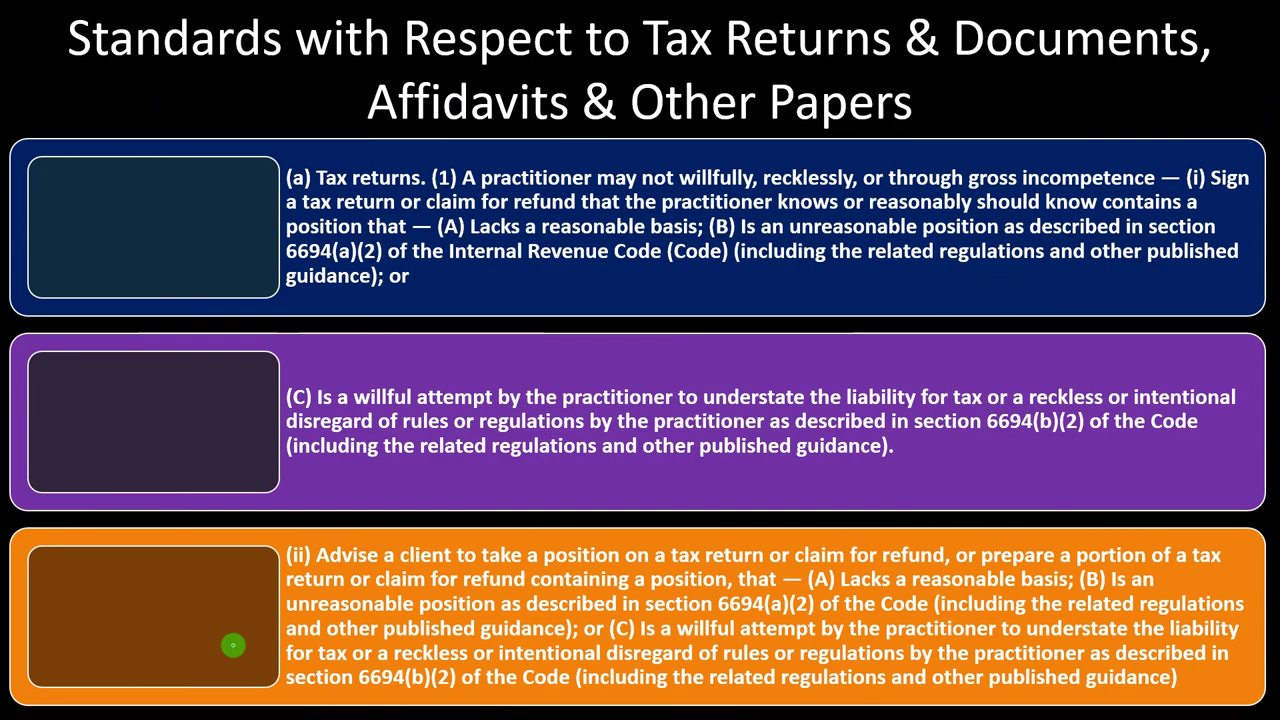 Standards with Respect to Tax Returns & Documents,
Affidavits & Other Papers
(a) Tax returns. (1) A practitioner may not willfully, recklessly, or through gross incompetence — (i) Sign
a tax return or claim for refund that the practitioner knows or reasonably should know contains a
position that — (A) Lacks a reasonable basis; (B) Is an unreasonable position as described in section
6694(a)(2) of the Internal Revenue Code (Code) (including the related regulations and other published
guidance); or
(C) Is a willful attempt by the practitioner to understate the liability for tax or a reckless or intentional
disregard of rules or regulations by the practitioner as described in section 6694(b)(2) of the Code
(including the related regulations and other published guidance).
(ii) Advise a client to take a position on a tax return or claim for refund, or prepare a portion of a tax
return or claim for refund containing a position, that — (A) Lacks a reasonable basis; (B) Is an
unreasonable position as described in section 6694(a)(2) of the Code (including the related regulations
and other published guidance); or (C) Is a willful attempt by the practitioner to understate the liability
for tax or a reckless or intentional disregard of rules or regulations by the practitioner as described in
section 6694(b)(2) of the Code (including the related regulations and other published guidance)